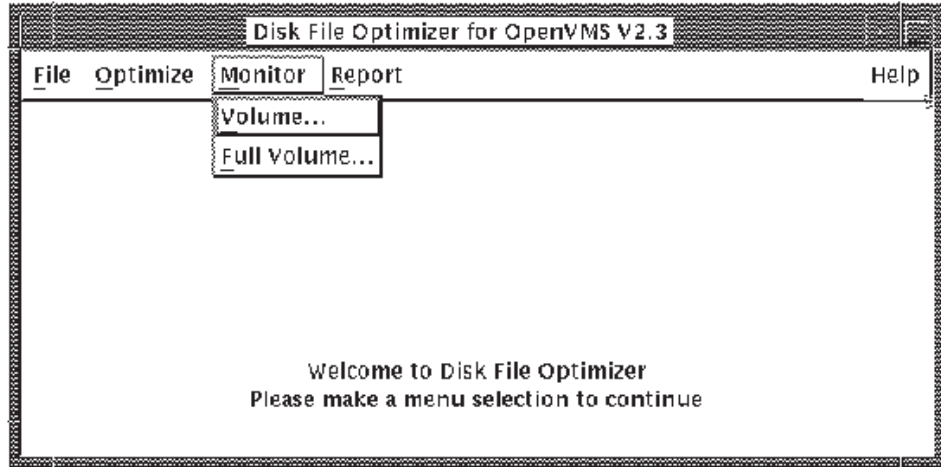 Disk File Optimizer for OpenVMS V2.3
File Optimize Monitor Report Help
Volume...
Full Volume...
Welcome to Disk File Optimizer
Please make a menu selection to continue